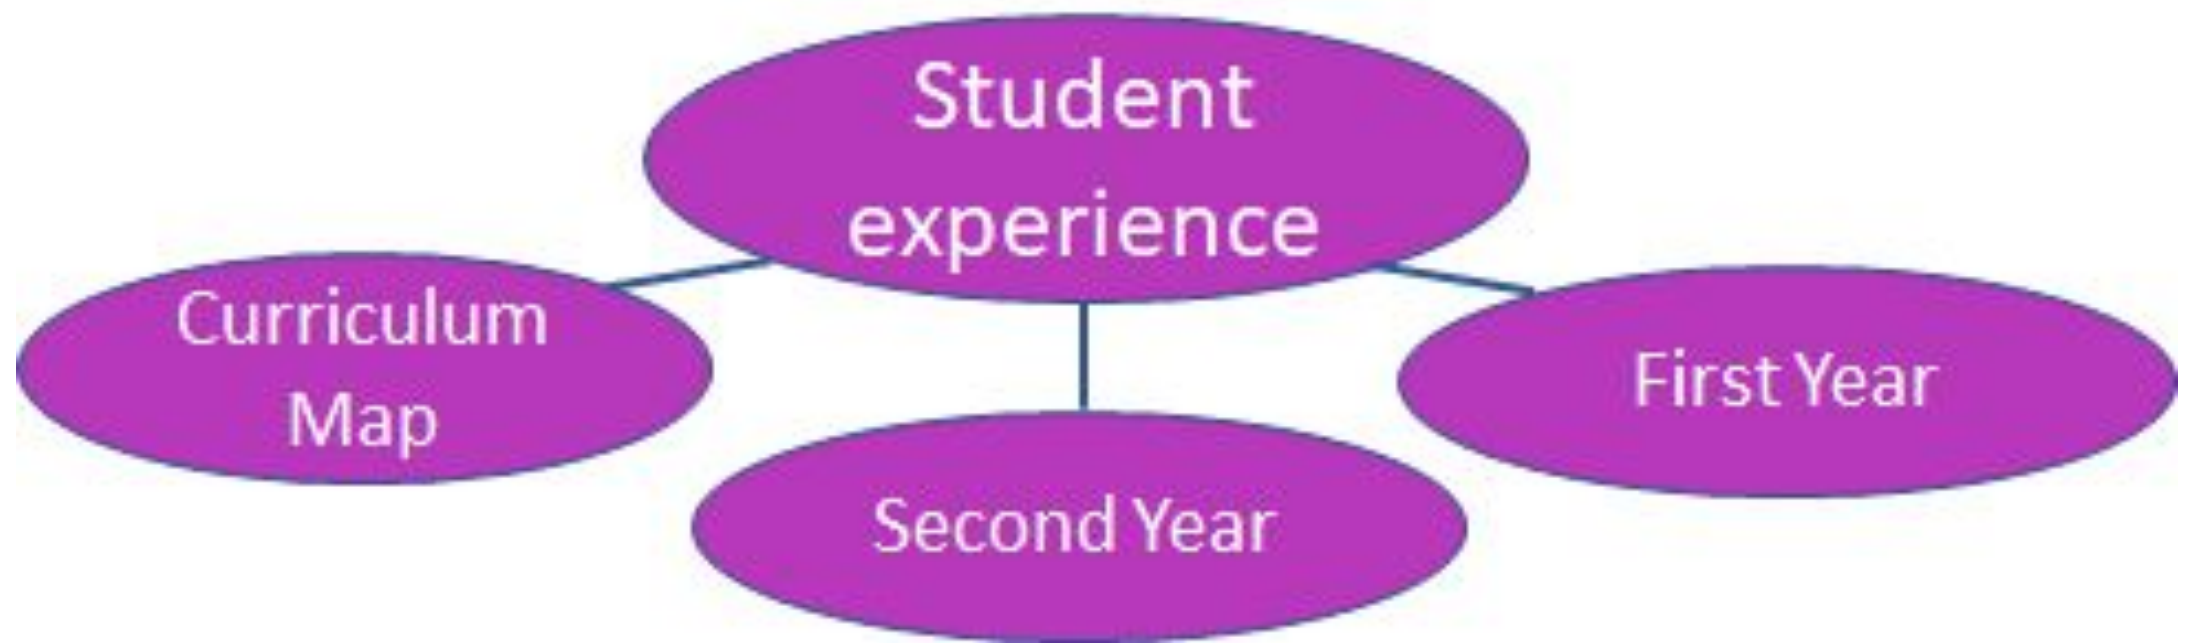 Student
experience
Curriculum
Map
First Year
Second Year